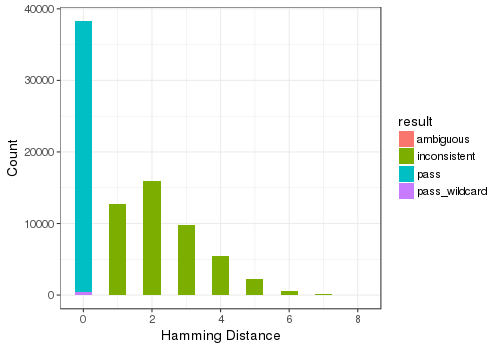 40000
30000
20000
10000
0
Count
0 2 4 6 8
Hamming Distance
result
ambiguous
inconsistent
pass
pass_wildcard